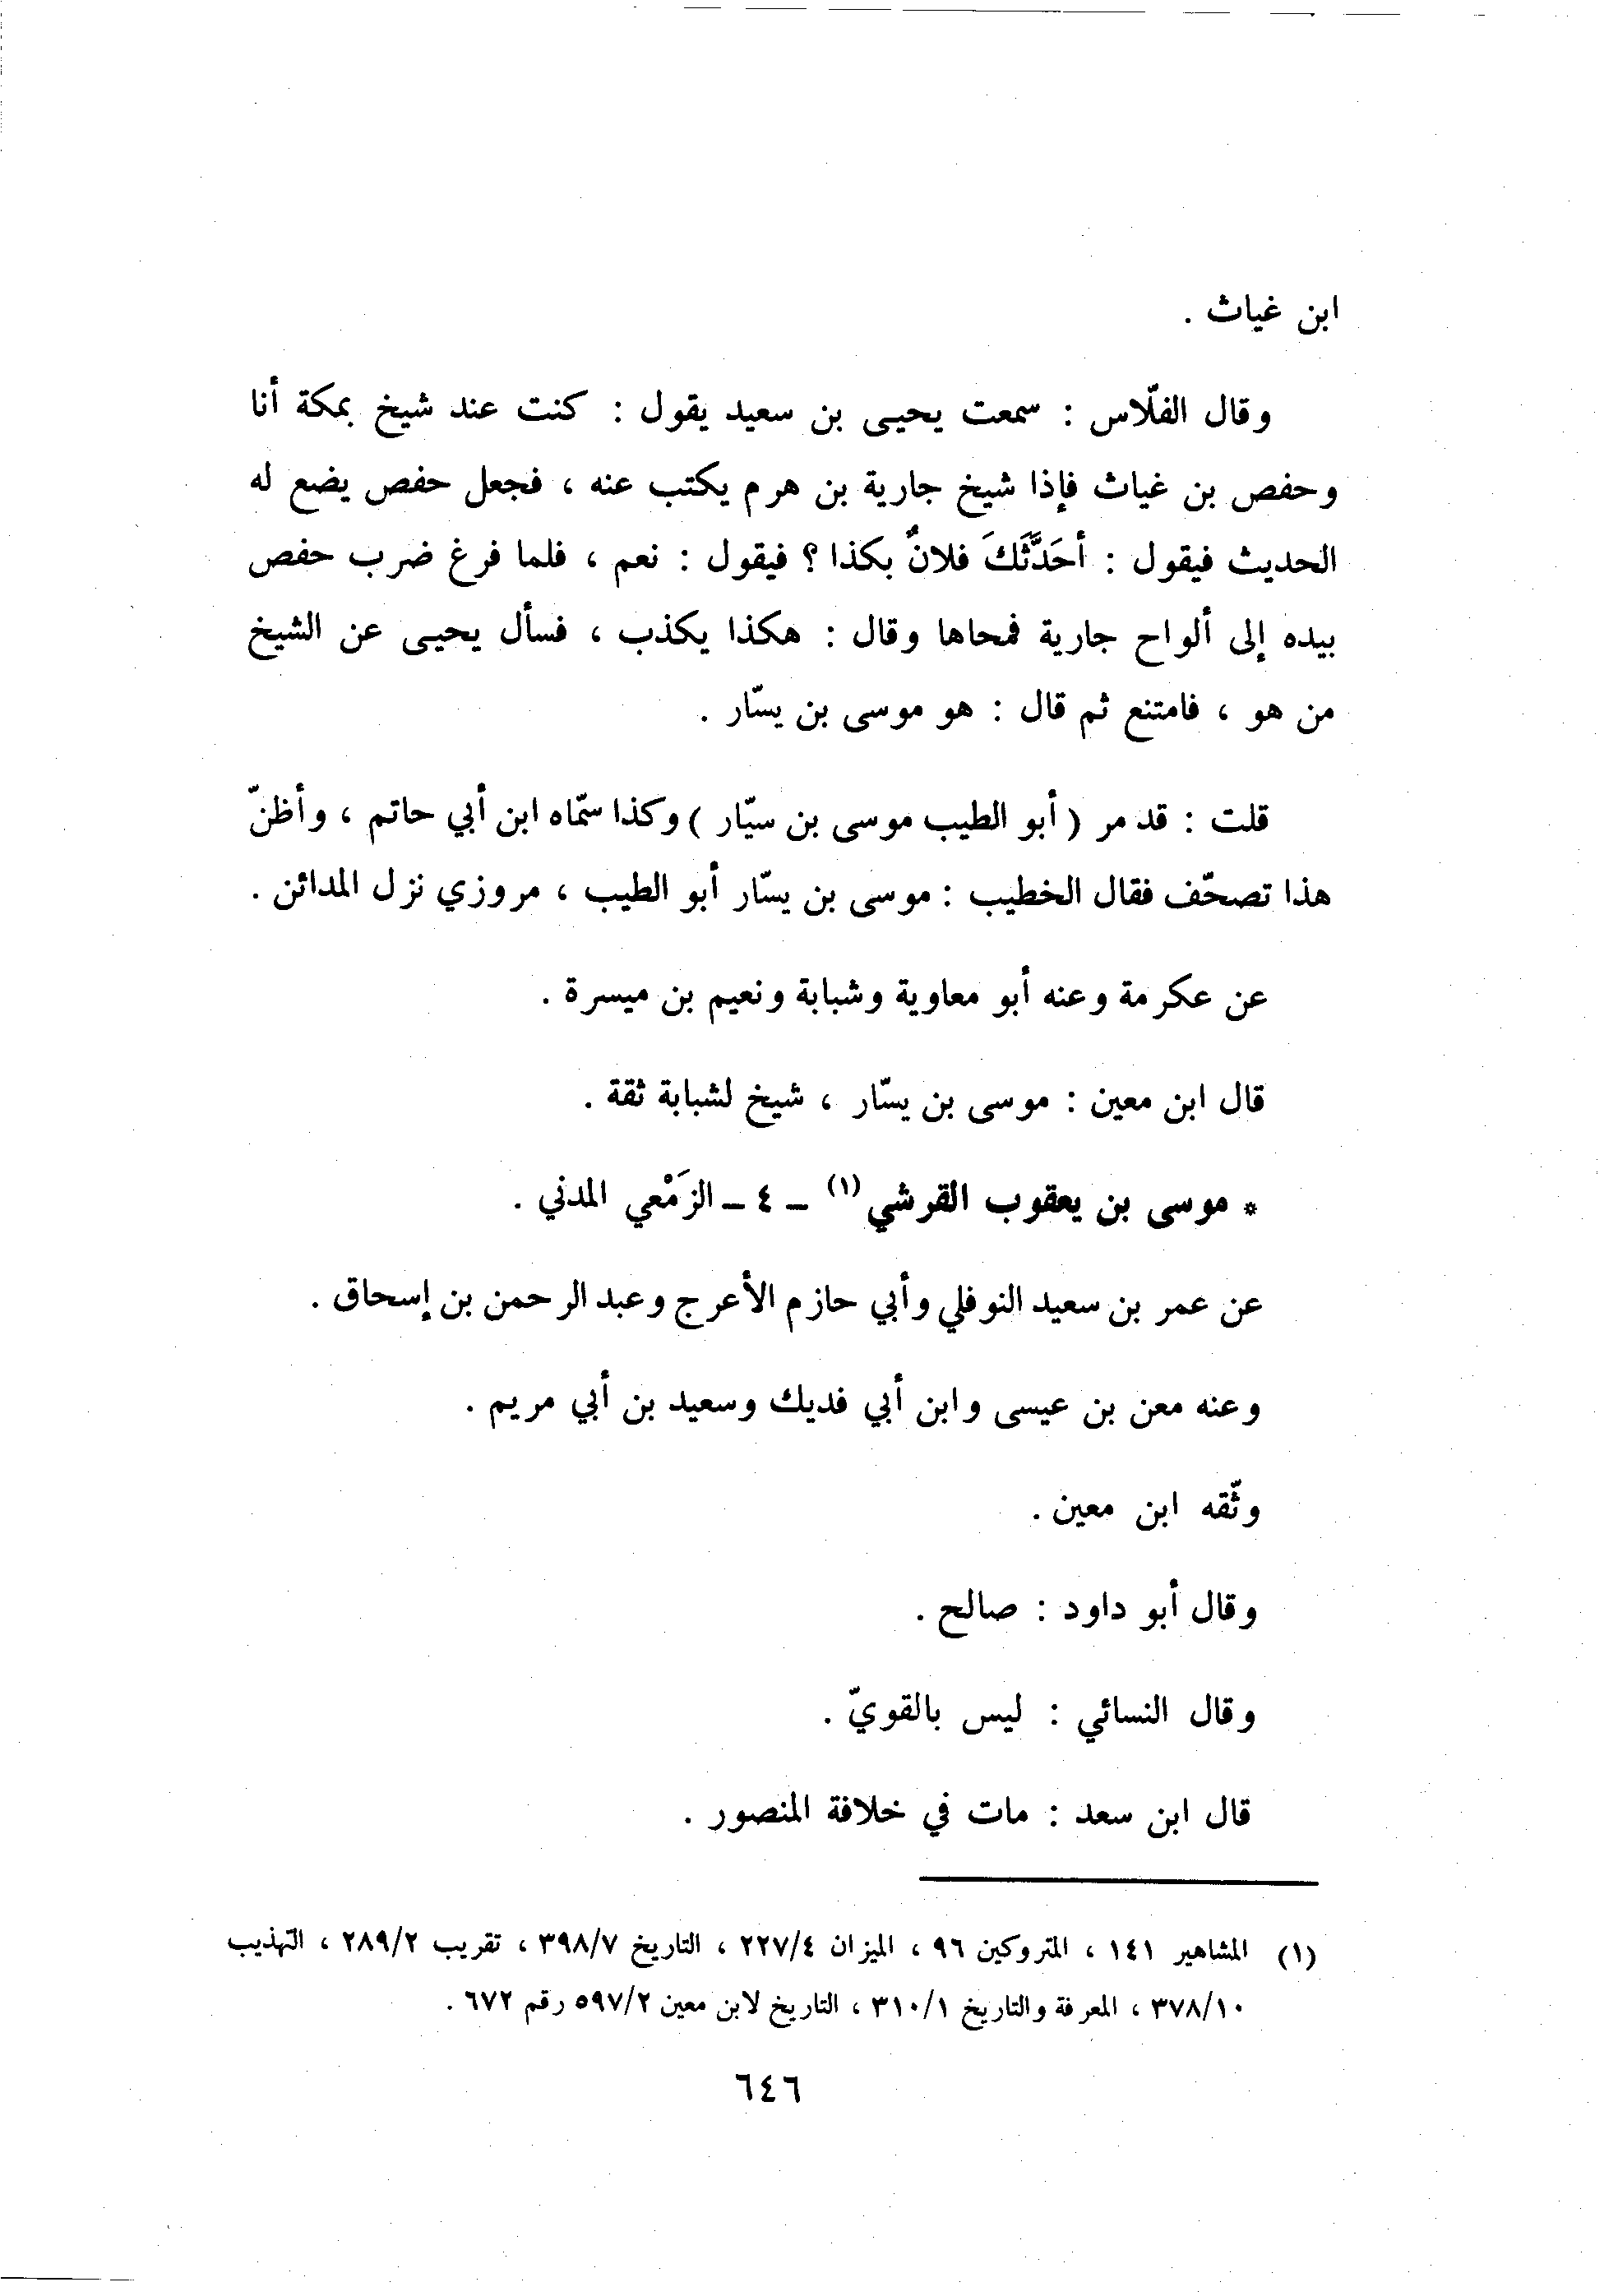 ابن غياث .
وقال الفلّاس : سمعت يحيى بن سعيد يقول : كنت عند شيخ بمكة أنا
وحفص بن غياث فإذا شيخ جارية بن هرم يكتب عنه ، فجعل حفص يضع له
الحديث فيقول : أحَدَّثَكَ فلانٌ بكذا ؟ فيقول : نعم ، فلما فرغ ضرب حفص
بيده إلى ألواح جارية فمحاها وقال : هكذا يكذب ، فسأل يحيى عن الشيخ
من هو ، فامتنع ثم قال : هو موسى بن يسّار .
قلت : قد مر ( أبو الطيب موسى بن سيّار ) وكذا سمّاه ابن أبي حاتم ، وأظنّ
هذا تصحّف فقال الخطيب : موسى بن يسّار أبو الطيب ، مروزي نزل المدائن .
عن عكرمة وعنه أبو معاوية وشبابة ونعيم بن ميسرة .
قال ابن معين : موسى بن يسّار ، شيخ لشبابة ثقة .
* موسى بن يعقوب القرشي (١) ـ ٤ ـ الزَمْعي المدني .
عن عمر بن سعيد النوفلي وأبي حازم الأعرج وعبد الرحمن بن إسحاق .
وعنه معن بن عيسى وابن أبي فديك وسعيد بن أبي مريم .
وثّقه ابن معين .
وقال أبو داود : صالح .
وقال النسائي : ليس بالقويّ .
قال ابن سعد : مات في خلافة المنصور .
(١) المشاهير ١٤١ ، المتروكين ٩٦ ، الميزان ٢٢٧/٤ ، التاريخ ٣٩٨/٧ ، تقريب ٢٨٩/٢ ، التهذيب
٣٧٨/١٠ ، المعرفة والتاريخ ٣١٠/١ ، التاريخ لابن معين ٥٩٧/٢ رقم ٦٧٢ .
٦٤٦